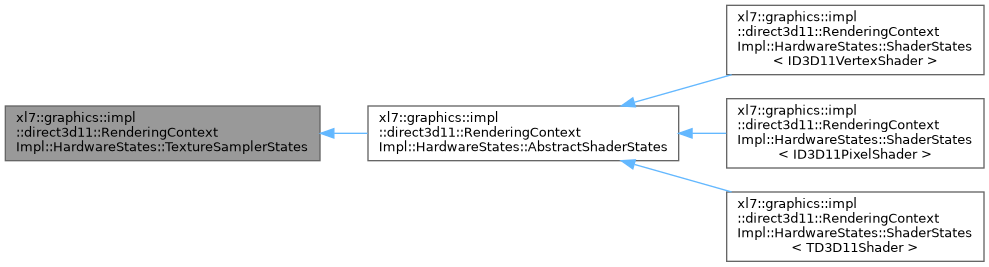 xl7::graphics::impl
::direct3d11::RenderingContext
Impl::HardwareStates::TextureSamplerStates
xl7::graphics::impl
::direct3d11::RenderingContext
Impl::HardwareStates::AbstractShaderStates
xl7::graphics::impl
::direct3d11::RenderingContext
Impl::HardwareStates::ShaderStates
< ID3D11VertexShader >
xl7::graphics::impl
::direct3d11::RenderingContext
Impl::HardwareStates::ShaderStates
< ID3D11PixelShader >
xl7::graphics::impl
::direct3d11::RenderingContext
Impl::HardwareStates::ShaderStates
< TD3D11Shader >